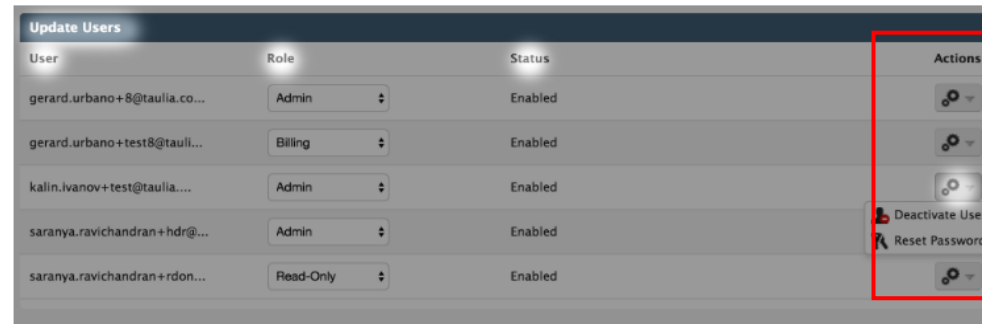 Update Users
User Role Status Actions
gerard.urbano+8@taulia.co... Admin Enabled
gerard.urbano+test8@tauli... Billing Enabled
kalin.ivanov+test@taulia.... Admin Enabled
Deactivate Use
saranya.ravichandran+hdr@... Admin Enabled
Reset Password
saranya.ravichandran+rdon... Read-Only Enabled